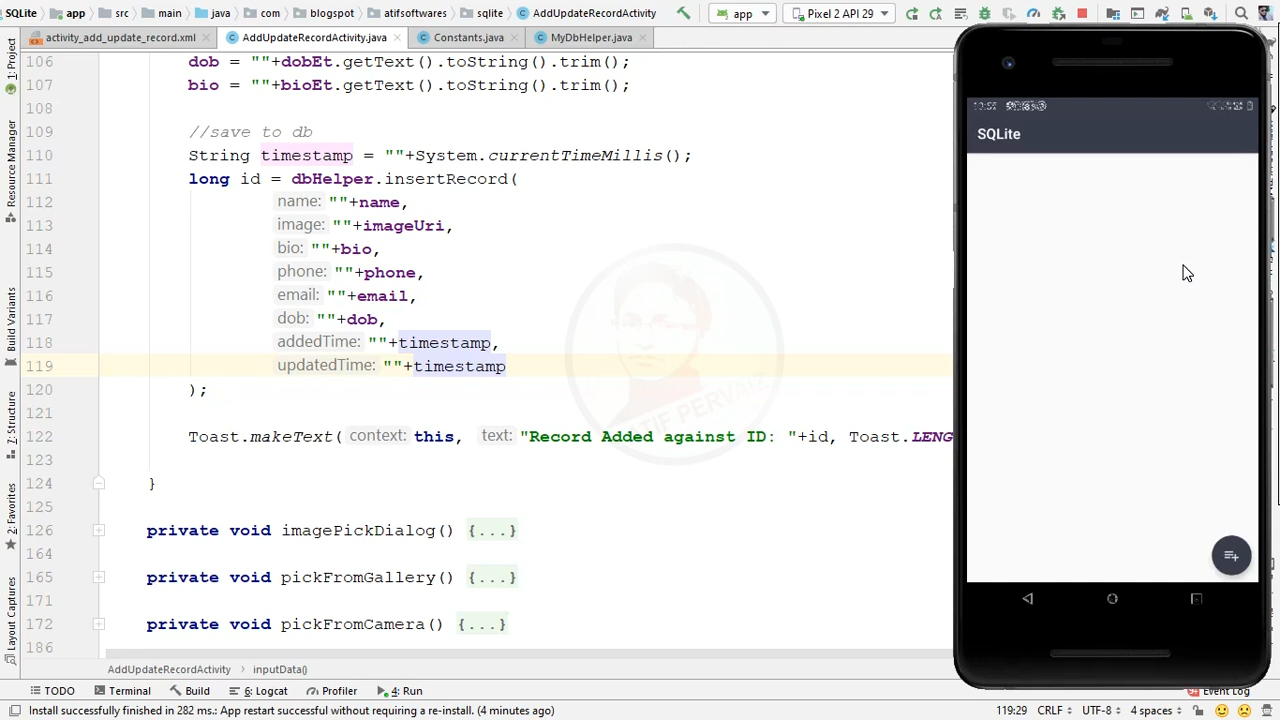 SQLite app src main java com blogspot atifsoftwares sqlite AddUpdateRecordActivity app Pixel 2 API 29
activity_add_update_record.xml AddUpdateRecordActivity.java Constants.java MyDbHelper.java
106 dob = ""+dobEt.getText().toString().trim();
107 bio = ""+bioEt.getText().toString().trim();
108
109 //save to db
110 String timestamp = ""+System.currentTimeMillis();
111 long id = dbHelper.insertRecord(
112 name: ""+name,
113 image: ""+imageUri,
114 bio: ""+bio,
115 phone: ""+phone,
116 email: ""+email,
117 dob: ""+dob,
118 addedTime: ""+timestamp,
119 updatedTime: ""+timestamp
120 );
121
122 Toast.makeText( context: this, text: "Record Added against ID: "+id, Toast.LENG
123
124 }
125
126 private void imagePickDialog() {...}
164
165 private void pickFromGallery() {...}
171
172 private void pickFromCamera() {...}
186
AddUpdateRecordActivity inputData()
TODO Terminal Build 6: Logcat Profiler 4: Run Event Log
Install successfully finished in 282 ms.: App restart successful without requiring a re-install. (4 minutes ago) 119:29 CRLF UTF-8 4 spaces
1: Project
Resource Manager
Build Variants
Z: Structure
2: Favorites
Layout Captures
SQLite
ATIF PERVAIZ